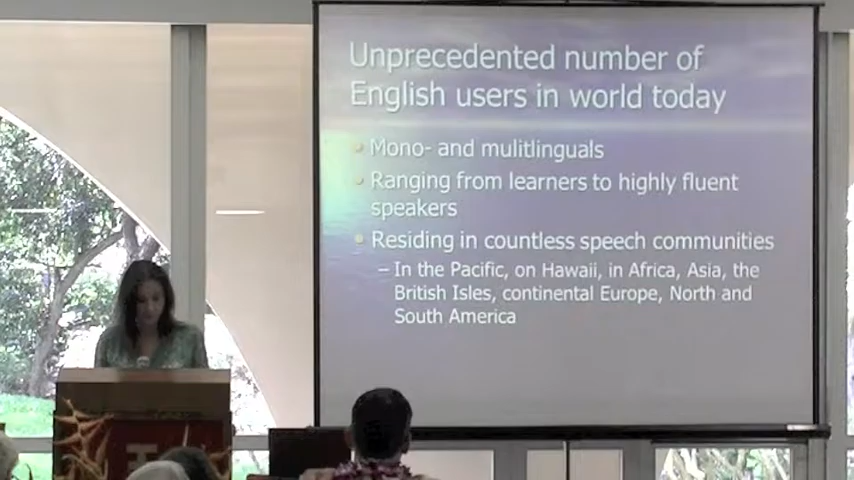 Unprecedented number of
English users in world today
Mono- and mulitlinguals
Ranging from learners to highly fluent
speakers
Residing in countless speech communities
– In the Pacific, on Hawaii, in Africa, Asia, the
British Isles, continental Europe, North and
South America